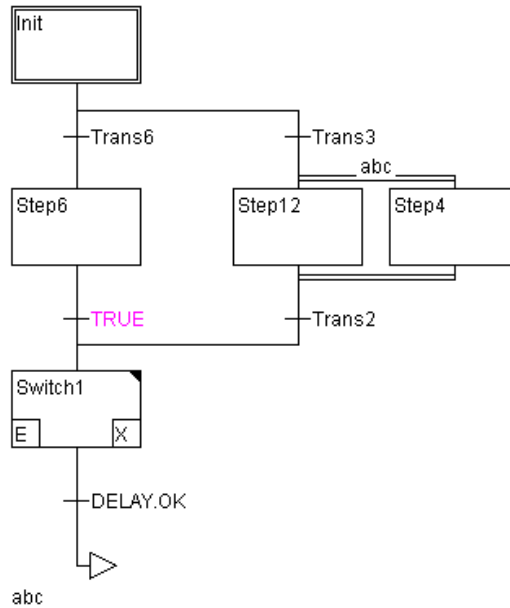 Init
Trans6
Trans3
abc
Step6
Step12
Step4
TRUE
Trans2
Switch1
E
X
DELAY.OK
abc